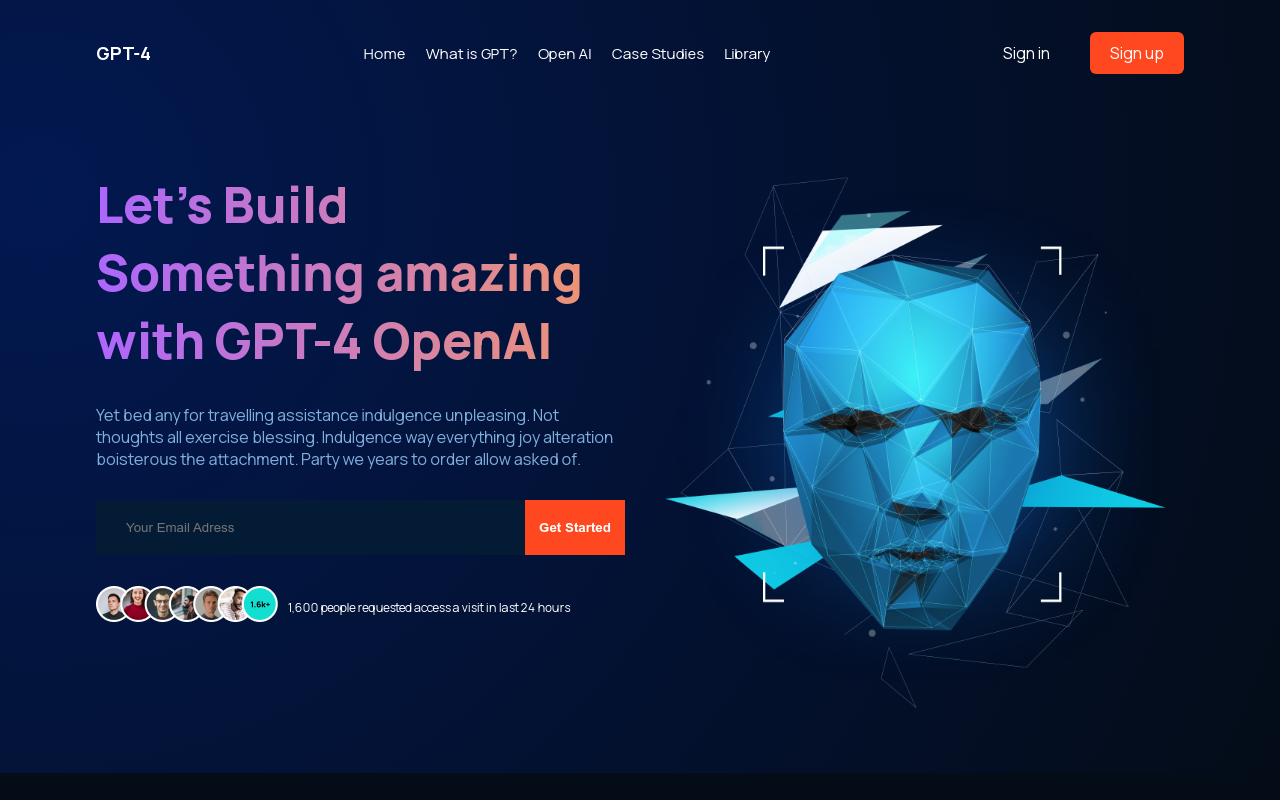 GPT-4
Home What is GPT? Open AI Case Studies Library
Sign in
Sign up
Let’s Build
Something amazing
with GPT-4 OpenAI
Yet bed any for travelling assistance indulgence unpleasing. Not
thoughts all exercise blessing. Indulgence way everything joy alteration
boisterous the attachment. Party we years to order allow asked of.
Your Email Adress
Get Started
1.6k+
1,600 people requested access a visit in last 24 hours